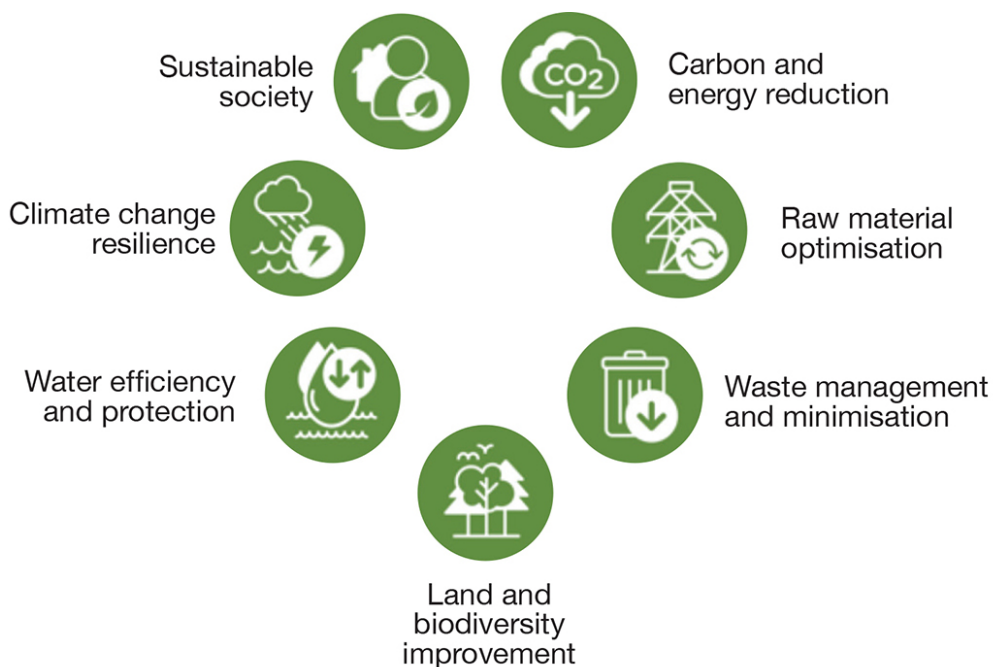 Sustainable
society
CO2
Carbon and
energy reduction
Climate change
resilience
Raw material
optimisation
Water efficiency
and protection
Waste management
and minimisation
Land and
biodiversity
improvement